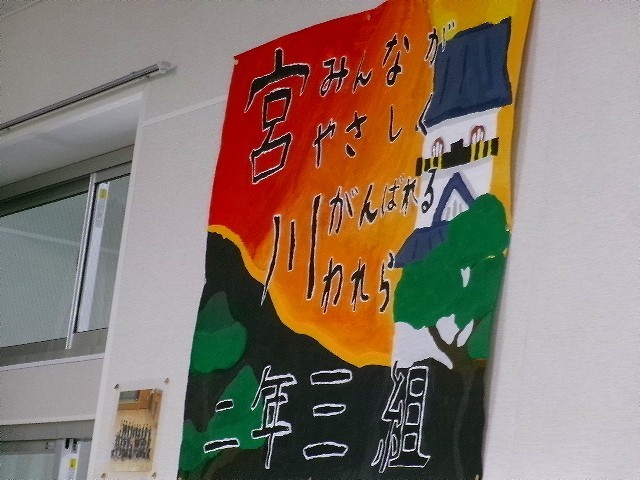 宮
みんなが
やさしく
川
がんばれる
われら
二年三組